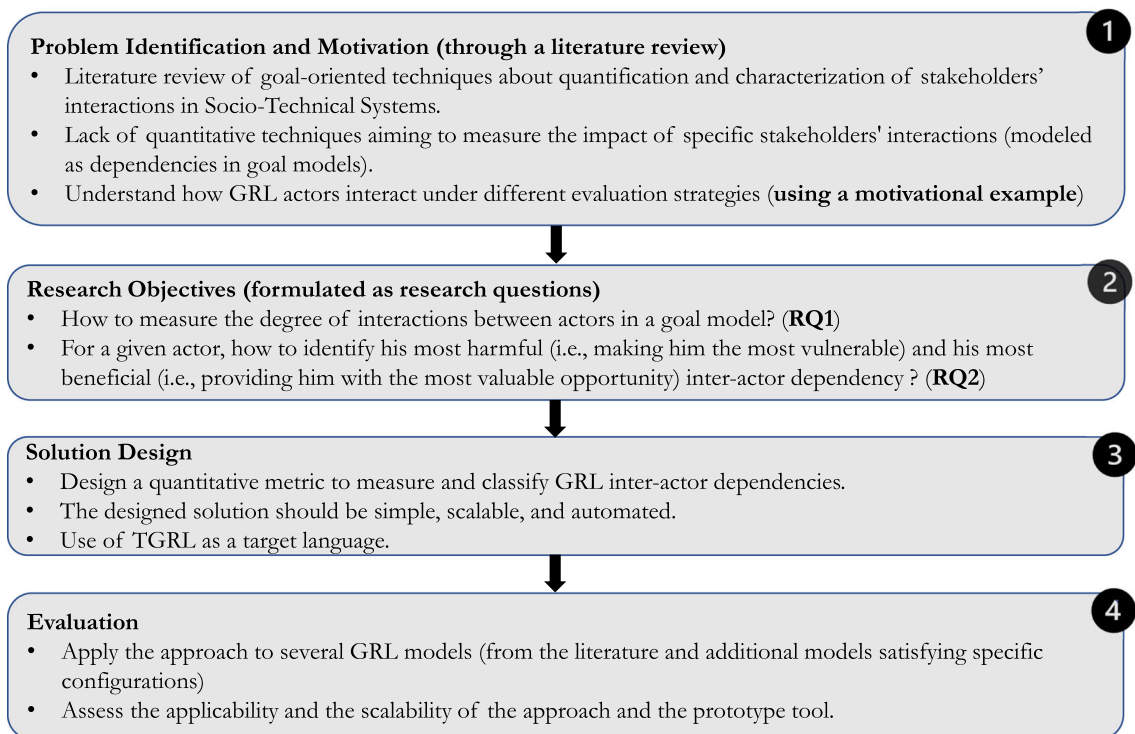 1
Problem Identification and Motivation (through a literature review)
• Literature review of goal-oriented techniques about quantification and characterization of stakeholders’
interactions in Socio-Technical Systems.
• Lack of quantitative techniques aiming to measure the impact of specific stakeholders' interactions (modeled
as dependencies in goal models).
• Understand how GRL actors interact under different evaluation strategies (using a motivational example)
2
Research Objectives (formulated as research questions)
• How to measure the degree of interactions between actors in a goal model? (RQ1)
• For a given actor, how to identify his most harmful (i.e., making him the most vulnerable) and his most
beneficial (i.e., providing him with the most valuable opportunity) inter-actor dependency ? (RQ2)
3
Solution Design
• Design a quantitative metric to measure and classify GRL inter-actor dependencies.
• The designed solution should be simple, scalable, and automated.
• Use of TGRL as a target language.
4
Evaluation
• Apply the approach to several GRL models (from the literature and additional models satisfying specific
configurations)
• Assess the applicability and the scalability of the approach and the prototype tool.